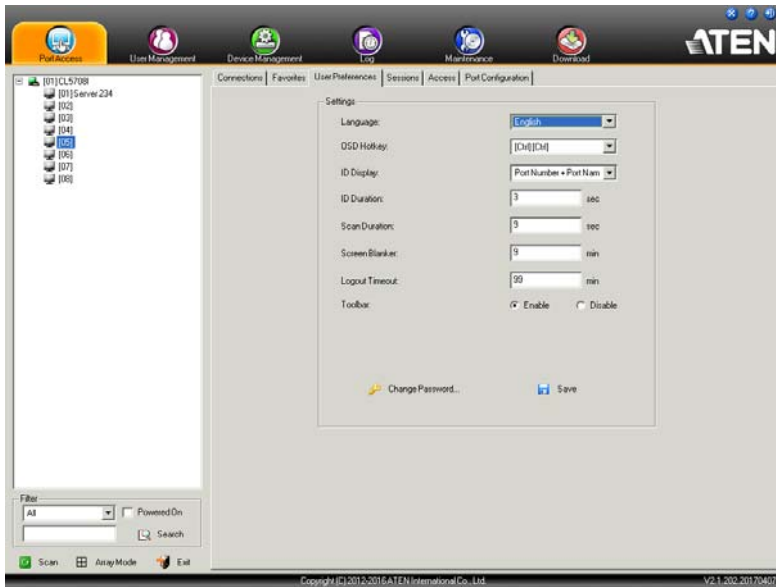 ATEN
Port Access
User Management
Device Management
Log
Maintenance
Download
[01]CL5708I
[01]Server 234
[02]
[03]
[04]
[05]
[06]
[07]
[08]
Filter
All
Powered On
Search
Scan
Array Mode
Exit
Connections
Favorites
User Preferences
Sessions
Access
Port Configuration
Settings
Language: English
OSD Hotkey: [Ctrl][Ctrl]
ID Display: Port Number + Port Nam
ID Duration: 3 sec
Scan Duration: 9 sec
Screen Blanker: 9 min
Logout Timeout: 99 min
Toolbar: Enable Disable
Change Password...
Save
Copyright (C) 2012-2016 ATEN International Co., Ltd.
V2.1.202.20170407